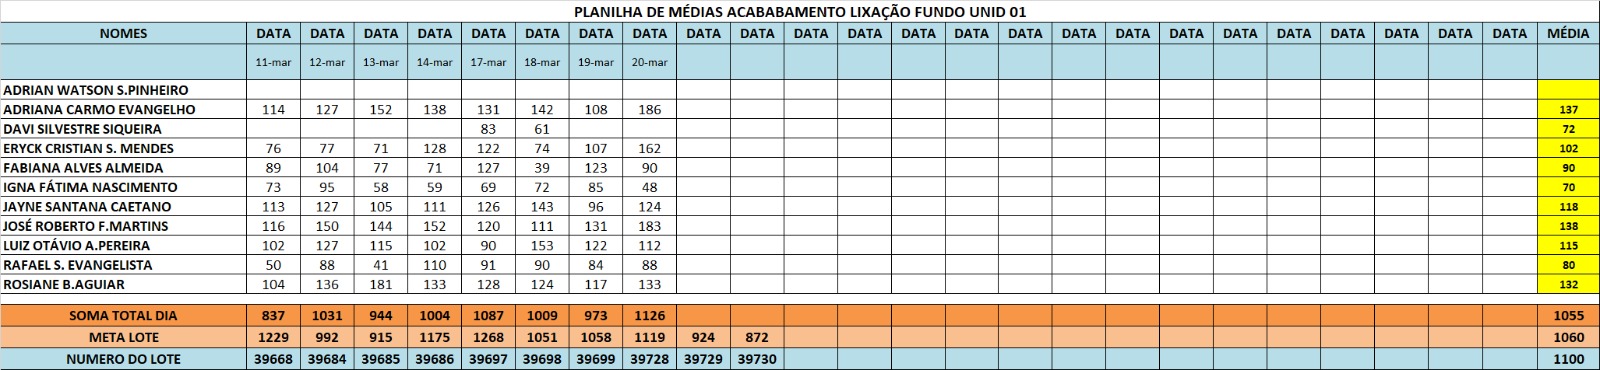 PLANILHA DE MÉDIAS ACABABAMENTO LIXAÇÃO FUNDO UNID 01
NOMES DATA DATA DATA DATA DATA DATA DATA DATA DATA DATA DATA DATA DATA DATA DATA DATA DATA DATA DATA DATA DATA DATA DATA DATA MÉDIA
11-mar 12-mar 13-mar 14-mar 17-mar 18-mar 19-mar 20-mar
ADRIAN WATSON S.PINHEIRO
ADRIANA CARMO EVANGELHO 114 127 152 138 131 142 108 186 137
DAVI SILVESTRE SIQUEIRA 83 61 72
ERYCK CRISTIAN S. MENDES 76 77 71 128 122 74 107 162 102
FABIANA ALVES ALMEIDA 89 104 77 71 127 39 123 90 90
IGNA FÁTIMA NASCIMENTO 73 95 58 59 69 72 85 48 70
JAYNE SANTANA CAETANO 113 127 105 111 126 143 96 124 118
JOSÉ ROBERTO F.MARTINS 116 150 144 152 120 111 131 183 138
LUIZ OTÁVIO A.PEREIRA 102 127 115 102 90 153 122 112 115
RAFAEL S. EVANGELISTA 50 88 41 110 91 90 84 88 80
ROSIANE B.AGUIAR 104 136 181 133 128 124 117 133 132
SOMA TOTAL DIA 837 1031 944 1004 1087 1009 973 1126 1055
META LOTE 1229 992 915 1175 1268 1051 1058 1119 924 872 1060
NUMERO DO LOTE 39668 39684 39685 39686 39697 39698 39699 39728 39729 39730 1100